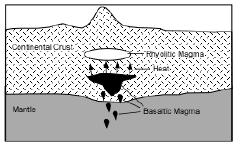 Continental Crust
Rhyolitic Magma
Heat
Mantle
Basaltic Magma